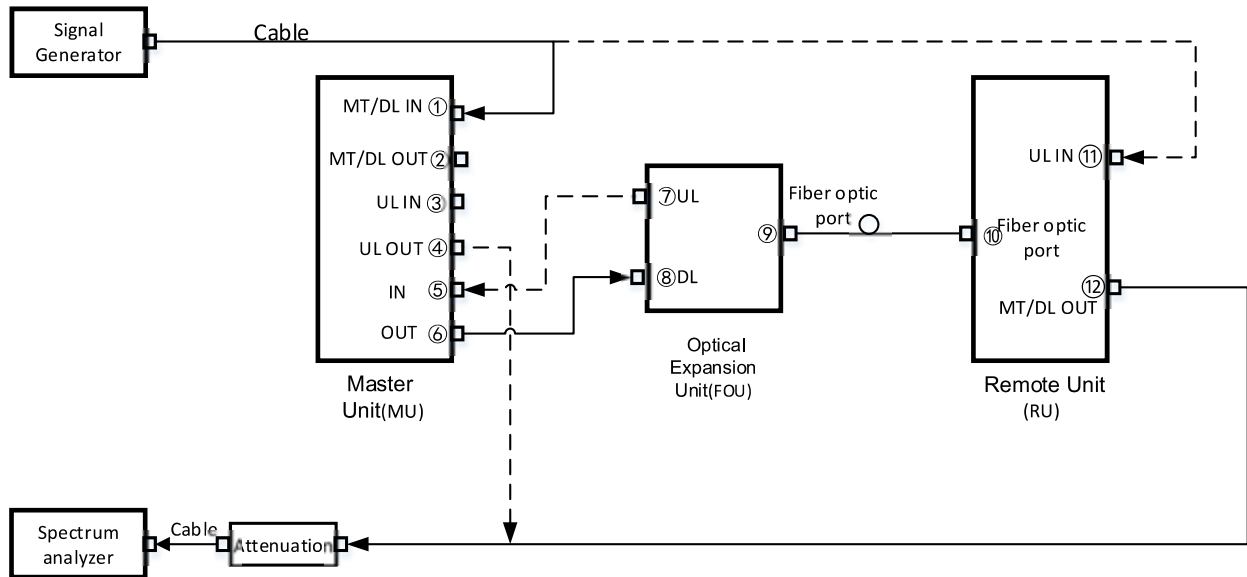 Signal
Generator
Cable
MT/DL IN ①
MT/DL OUT ②
UL IN ③
UL OUT ④
IN ⑤
OUT ⑥
Master
Unit(MU)
⑦UL
⑧DL
⑨
Optical
Expansion
Unit(FOU)
Fiber optic
port
UL IN ⑪
⑩Fiber optic
port
⑫
MT/DL OUT
Remote Unit
(RU)
Spectrum
analyzer
Cable
Attenuation